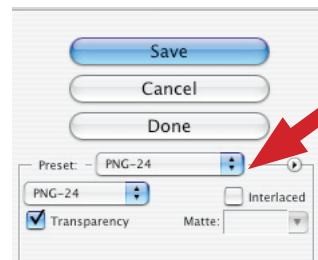 Save
Cancel
Done
Preset: PNG-24
PNG-24 Interlaced
Transparency Matte: